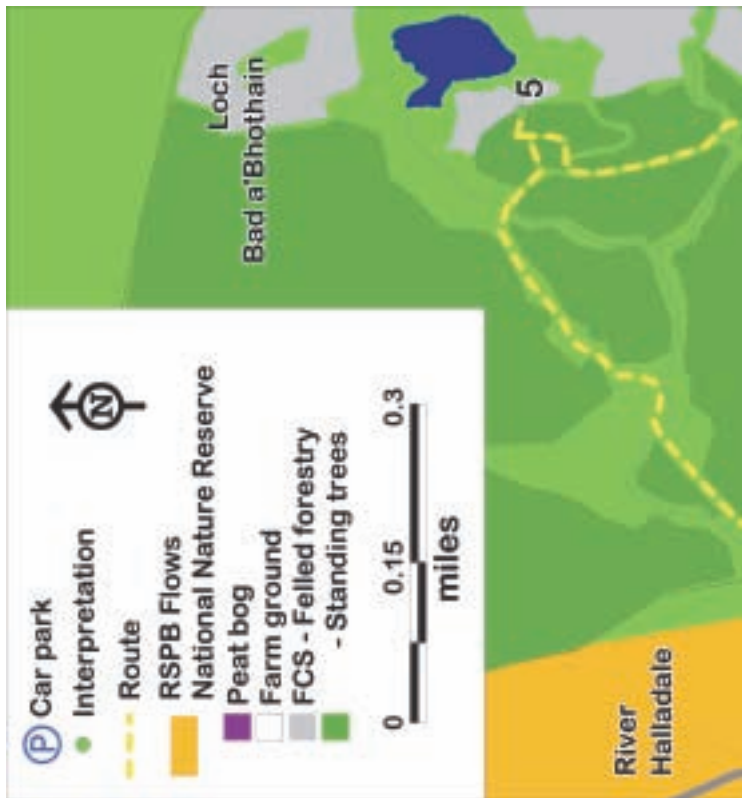 P Car park
Interpretation
Route
RSPB Flows
National Nature Reserve
Peat bog
Farm ground
FCS - Felled forestry
- Standing trees
N
0 0.15 0.3
miles
Loch
Bad a'Bhothain
5
River
Halladale